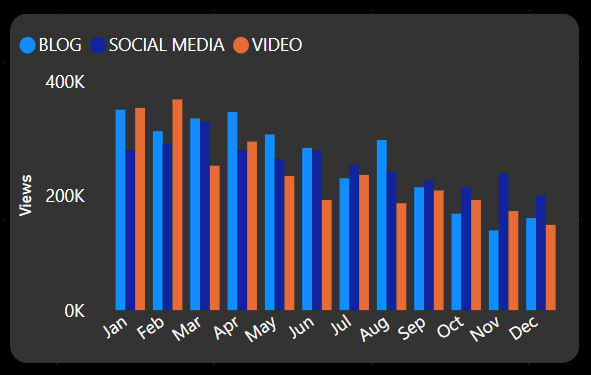 BLOG SOCIAL MEDIA VIDEO
400K
200K
0K
Views
Jan Feb Mar Apr May Jun Jul Aug Sep Oct Nov Dec